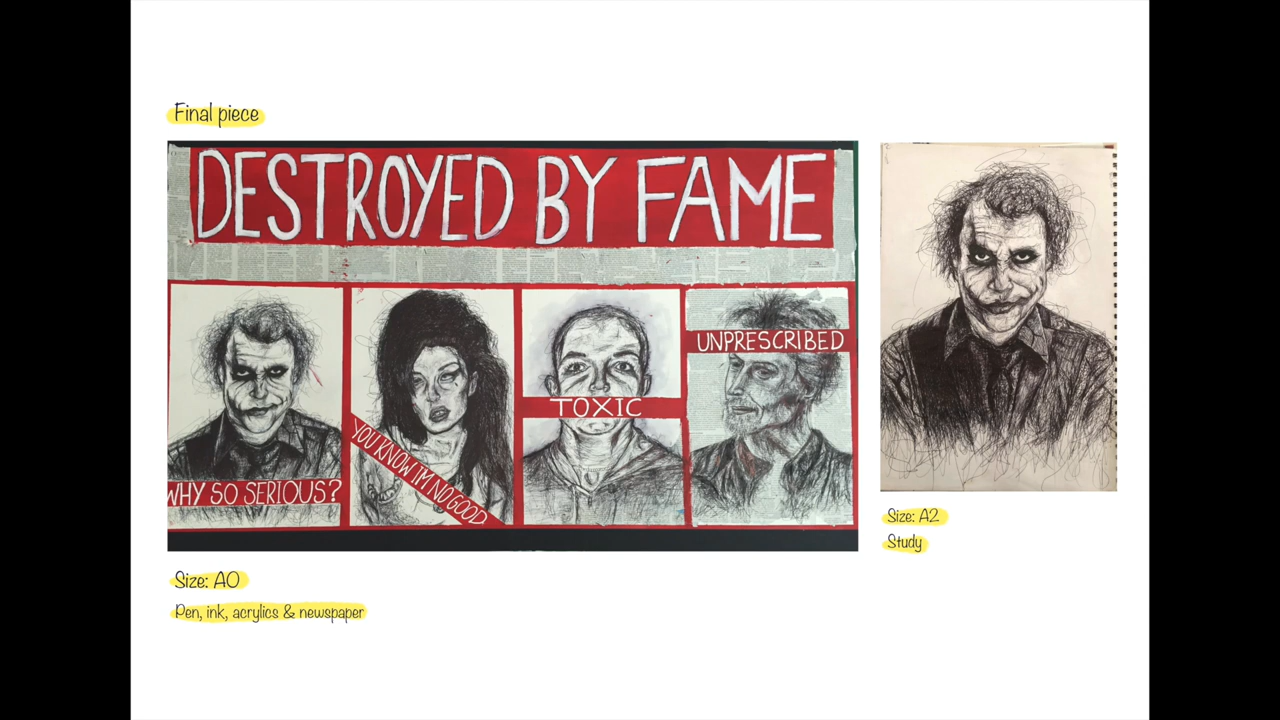 Final piece
DESTROYED BY FAME
WHY SO SERIOUS?
YOU KNOW I'M NO GOOD
TOXIC
UNPRESCRIBED
Size: A0
Pen, ink, acrylics & newspaper
Size: A2
Study